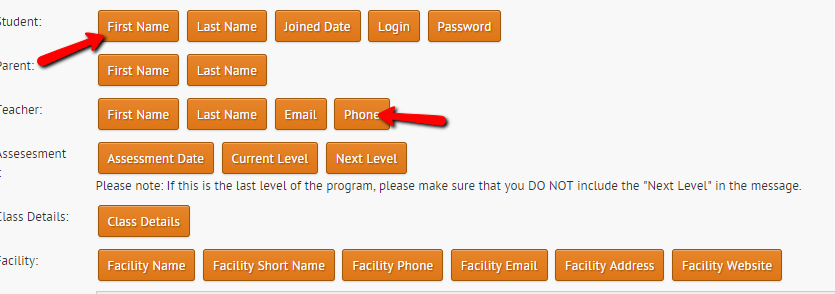 Student: First Name Last Name Joined Date Login Password
Parent: First Name Last Name
Teacher: First Name Last Name Email Phone
Assesesment Assessment Date Current Level Next Level
:
Please note: If this is the last level of the program, please make sure that you DO NOT include the "Next Level" in the message.
Class Details: Class Details
Facility: Facility Name Facility Short Name Facility Phone Facility Email Facility Address Facility Website